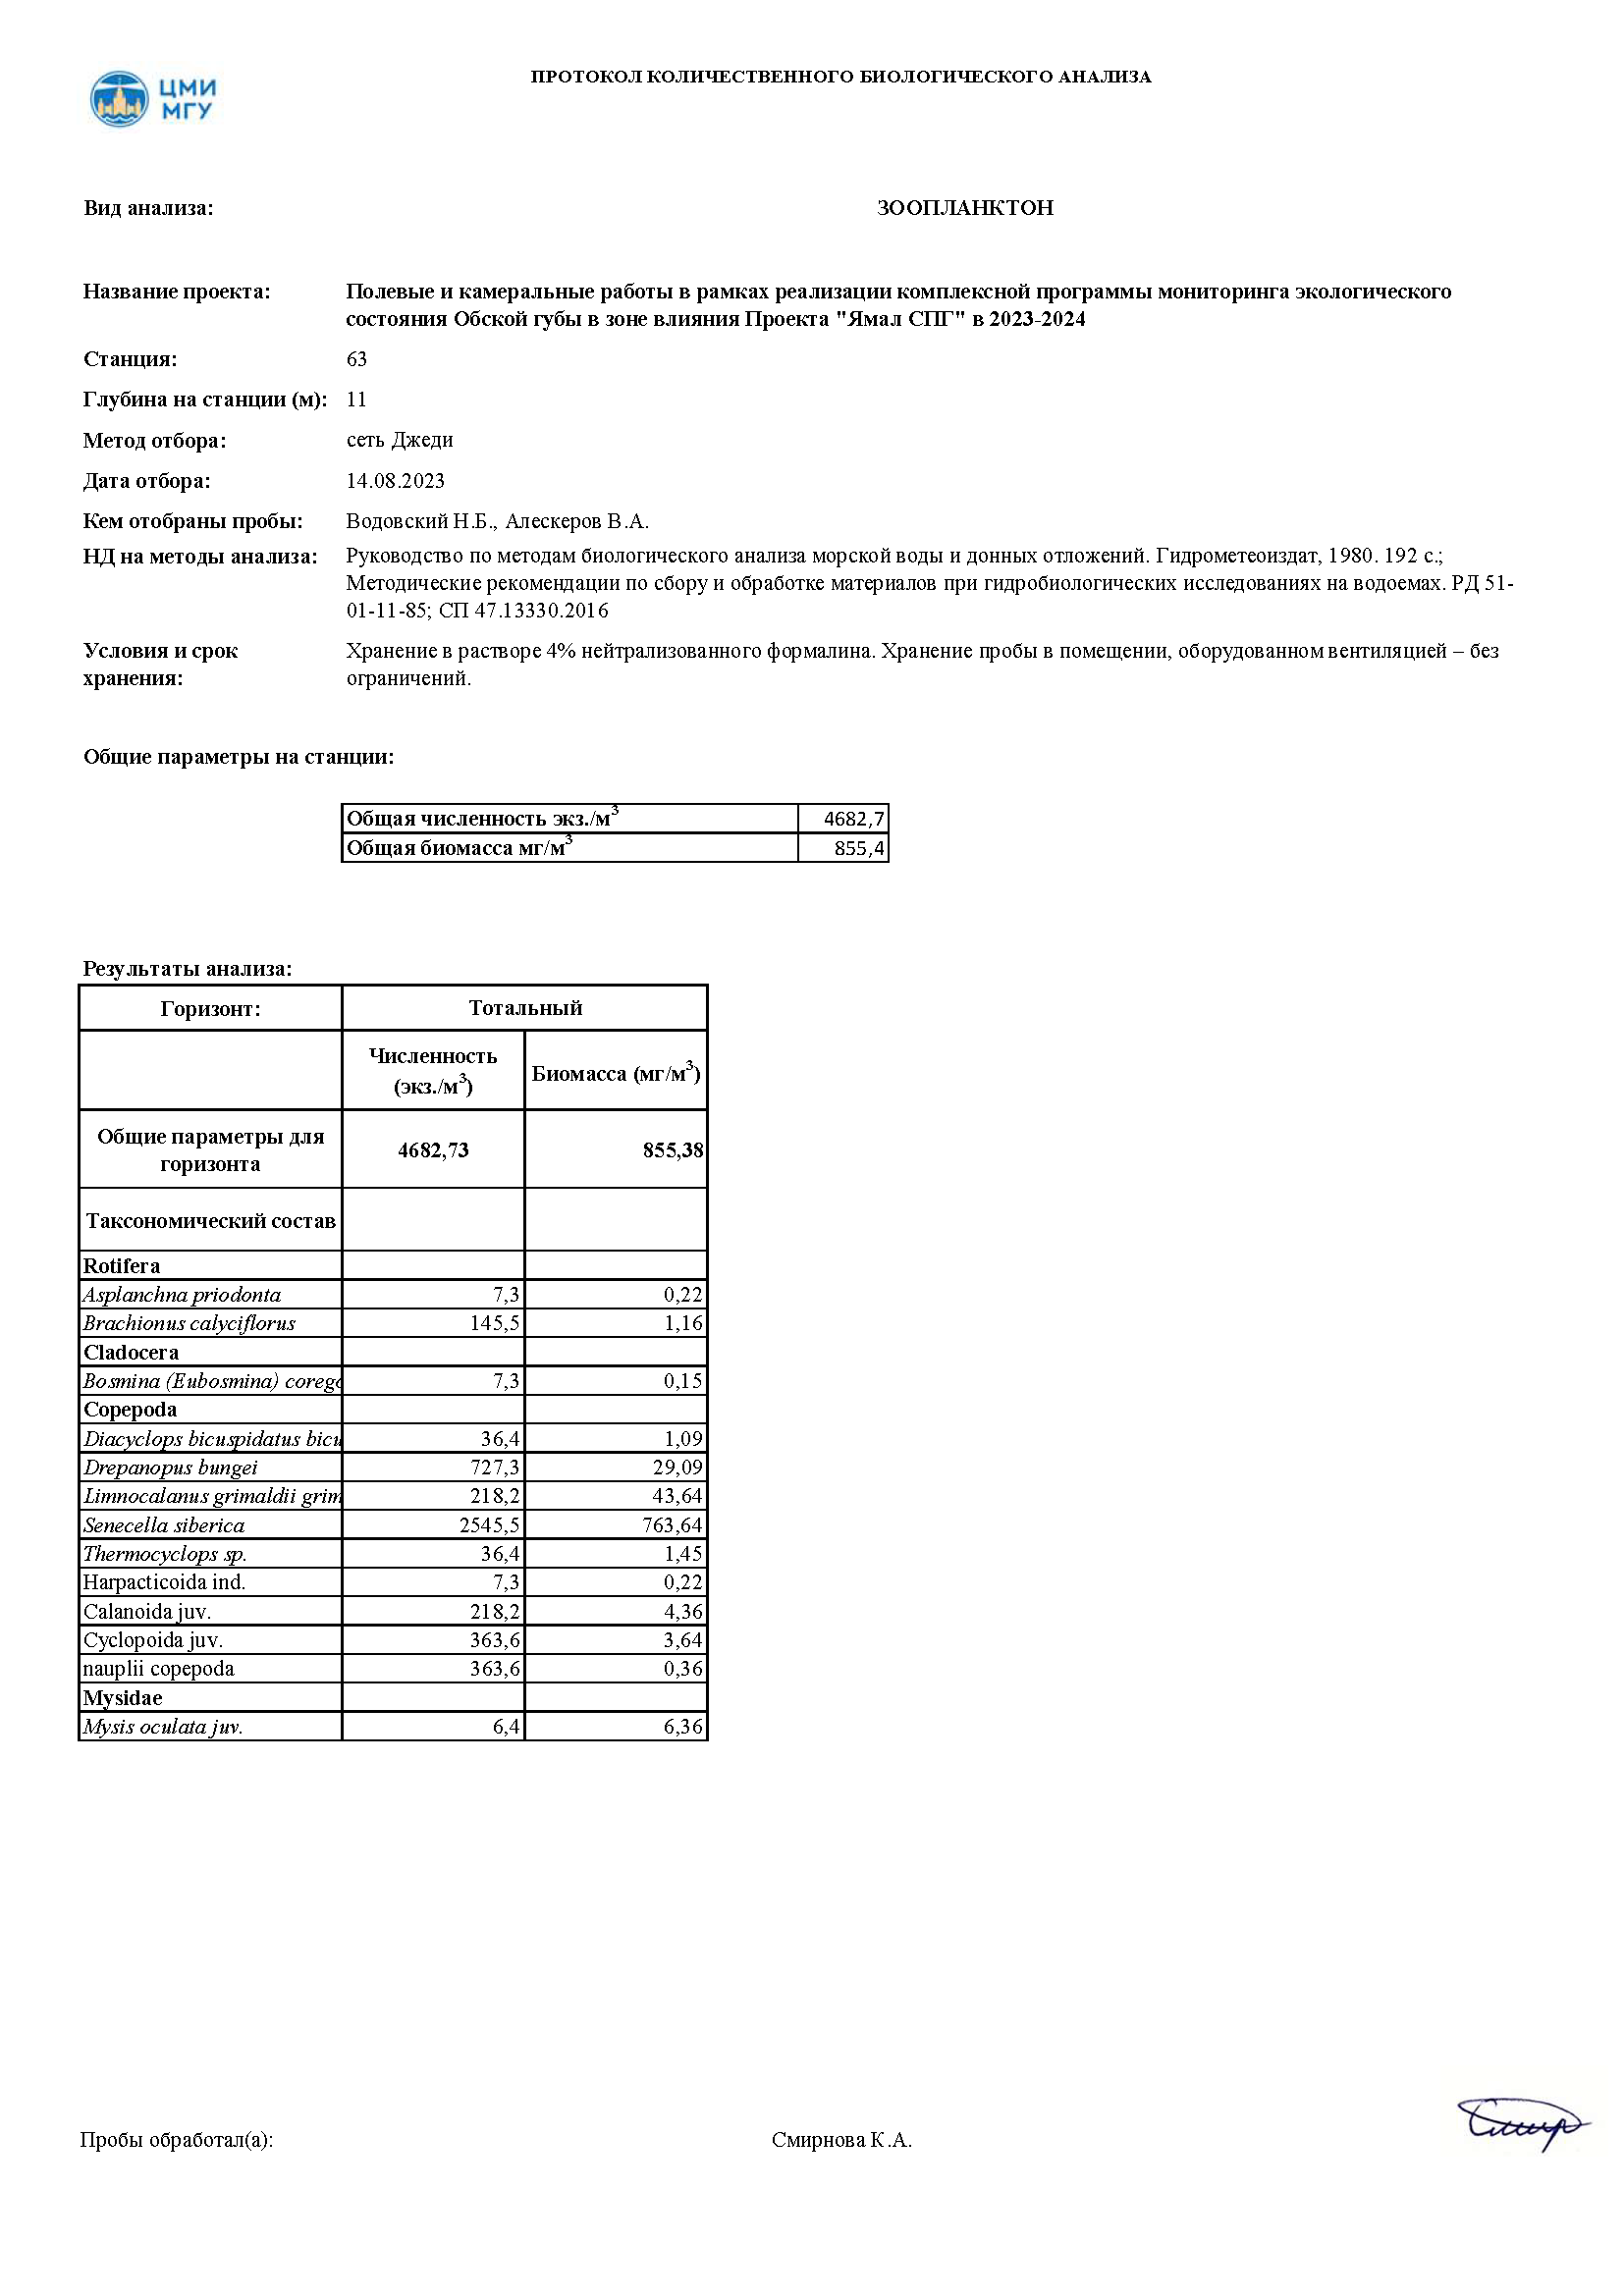 ЦМИ
МГУ
ПРОТОКОЛ КОЛИЧЕСТВЕННОГО БИОЛОГИЧЕСКОГО АНАЛИЗА
Вид анализа: ЗООПЛАНКТОН
Название проекта: Полевые и камеральные работы в рамках реализации комплексной программы мониторинга экологического
состояния Обской губы в зоне влияния Проекта "Ямал СПГ" в 2023-2024
Станция: 63
Глубина на станции (м): 11
Метод отбора: сеть Джеди
Дата отбора: 14.08.2023
Кем отобраны пробы: Водовский Н.Б., Алескеров В.А.
НД на методы анализа: Руководство по методам биологического анализа морской воды и донных отложений. Гидрометеоиздат, 1980. 192 с.;
Методические рекомендации по сбору и обработке материалов при гидробиологических исследованиях на водоемах. РД 51-
01-11-85; СП 47.13330.2016
Условия и срок Хранение в растворе 4% нейтрализованного формалина. Хранение пробы в помещении, оборудованном вентиляцией – без
хранения: ограничений.
Общие параметры на станции:
Общая численность экз./м³ 4682,7
Общая биомасса мг/м³ 855,4
Результаты анализа:
Горизонт: Тотальный
Численность
(экз./м³) Биомасса (мг/м³)
Общие параметры для
горизонта 4682,73 855,38
Таксономический состав
Rotifera
Asplanchna priodonta 7,3 0,22
Brachionus calyciflorus 145,5 1,16
Cladocera
Bosmina (Eubosmina) corego 7,3 0,15
Copepoda
Diacyclops bicuspidatus bicu 36,4 1,09
Drepanopus bungei 727,3 29,09
Limnocalanus grimaldii grim 218,2 43,64
Senecella siberica 2545,5 763,64
Thermocyclops sp. 36,4 1,45
Harpacticoida ind. 7,3 0,22
Calanoida juv. 218,2 4,36
Cyclopoida juv. 363,6 3,64
nauplii copepoda 363,6 0,36
Mysidae
Mysis oculata juv. 6,4 6,36
Пробы обработал(а): Смирнова К.А.